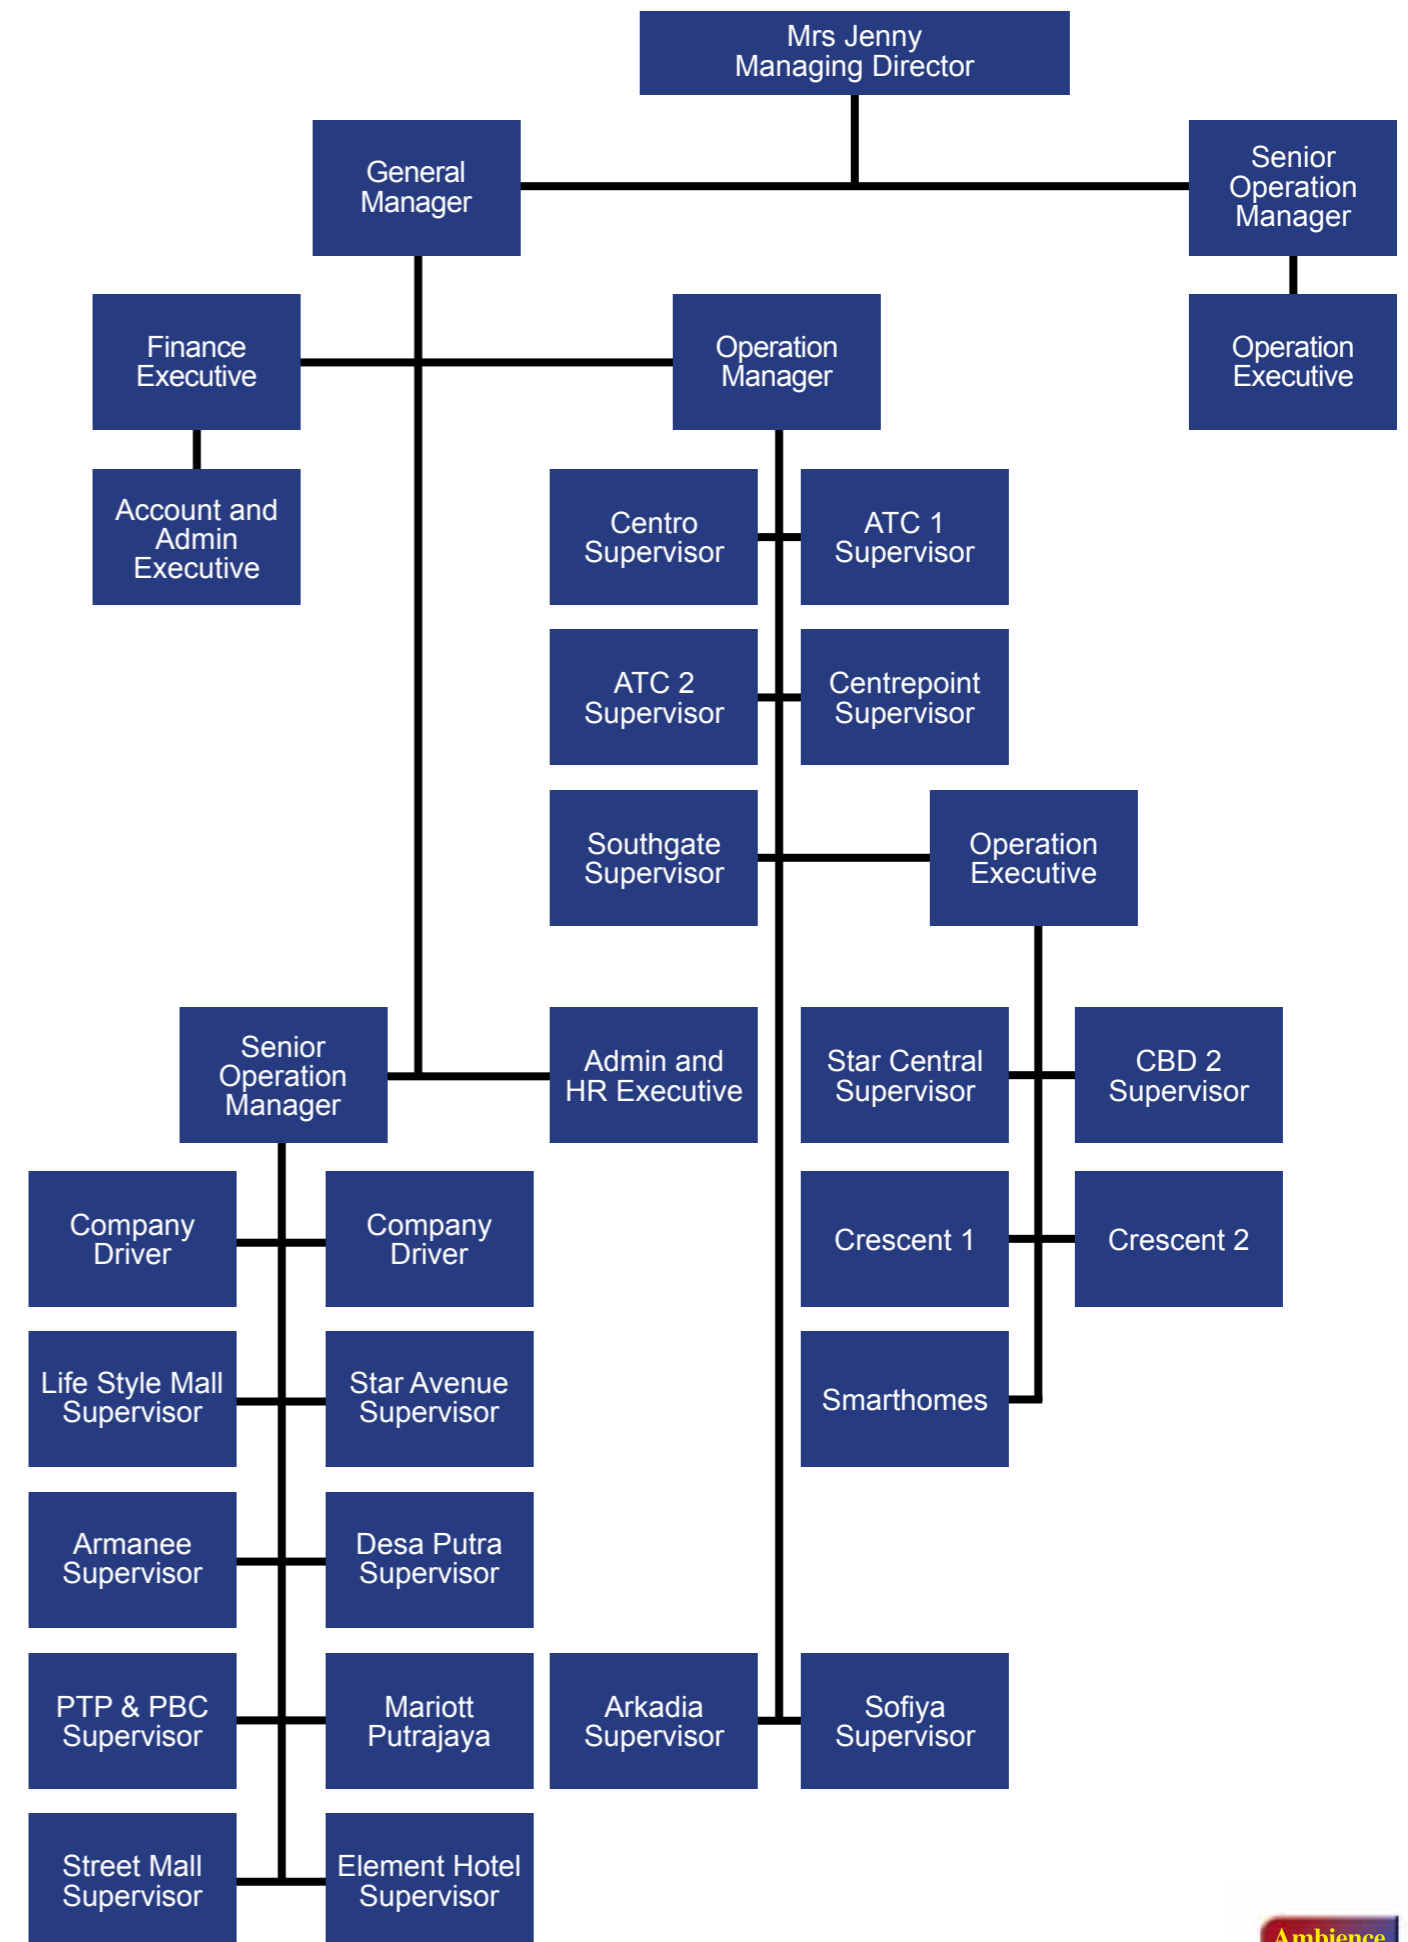 Mrs Jenny
Managing Director
General
Manager
Senior
Operation
Manager
Finance
Executive
Operation
Manager
Operation
Executive
Account and
Admin
Executive
Centro
Supervisor
ATC 1
Supervisor
ATC 2
Supervisor
Centrepoint
Supervisor
Southgate
Supervisor
Operation
Executive
Senior
Operation
Manager
Admin and
HR Executive
Star Central
Supervisor
CBD 2
Supervisor
Company
Driver
Company
Driver
Crescent 1
Crescent 2
Life Style Mall
Supervisor
Star Avenue
Supervisor
Smarthomes
Armanee
Supervisor
Desa Putra
Supervisor
PTP & PBC
Supervisor
Mariott
Putrajaya
Arkadia
Supervisor
Sofiya
Supervisor
Street Mall
Supervisor
Element Hotel
Supervisor
Ambience